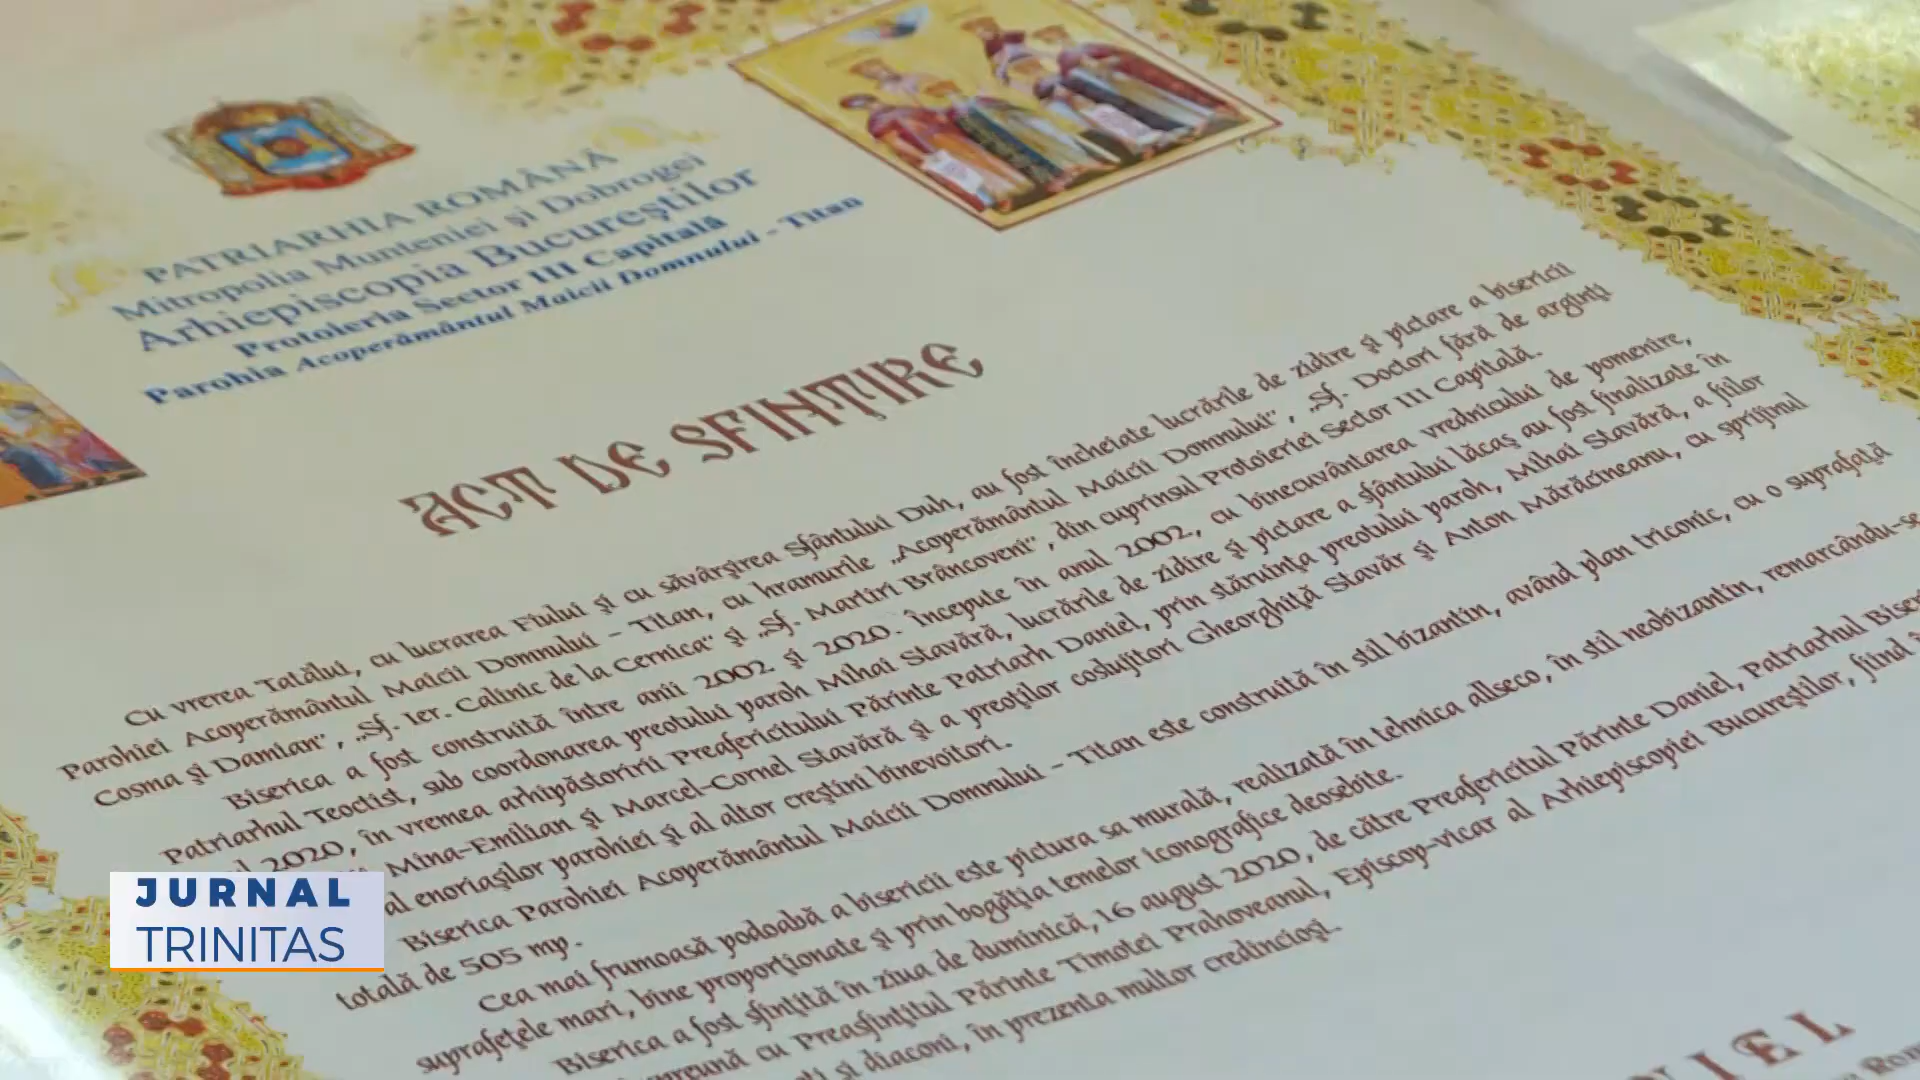 PATRIARHIA ROMÂNĂ
Mitropolia Munteniei și Dobrogei
Arhiepiscopia Bucureștilor
Protoieria Sector III Capitală
Parohia Acoperământul Maicii Domnului - Titan
ACT DE SFINȚIRE
Cu vrerea Tatălui, cu lucrarea Fiului și cu săvârșirea Sfântului Duh, au fost încheiate lucrările de zidire și pictare a bisericii
Parohiei Acoperământul Maicii Domnului - Titan, cu hramurile „Acoperământul Maicii Domnului", „Sf. Doctori fără de arginți
Cosma și Damian", „Sf. Ier. Calinic de la Cernica" și „Sf. Martiri Brâncoveni", din cuprinsul Protoieriei Sector III Capitală.
Biserica a fost construită între anii 2002 și 2020. Începute în anul 2002, cu binecuvântarea vrednicului de pomenire,
Patriarhul Teoctist, sub coordonarea preotului paroh Mihai Stavără, lucrările de zidire și pictare a sfântului lăcaș au fost finalizate în
2020, în vremea arhipăstoririi Preafericitului Părinte Patriarh Daniel, prin stăruința preotului paroh, Mihai Stavără, a fiilor
Mina-Emilian și Marcel-Cornel Stavără și a preoților coslujitori Gheorghiță Stavăr și Anton Mărăcineanu, cu sprijinul
al enoriașilor parohiei și al altor creștini binevoitori.
Biserica Parohiei Acoperământul Maicii Domnului - Titan este construită în stil bizantin, având plan triconic, cu o suprafață
totală de 505 mp.
Cea mai frumoasă podoabă a bisericii este pictura sa murală, realizată în tehnica allseco, în stil neobizantin, remarcându-se
suprafețele mari, bine proporționate și prin bogăția temelor iconografice deosebite.
Biserica a fost sfințită în ziua de duminică, 16 august 2020, de către Preafericitul Părinte Daniel, Patriarhul
cu Preasfințitul Părinte Timotei Prahoveanul, Episcop-vicar al Arhiepiscopiei Bucureștilor, fiind
și diaconi, în prezența multor credincioși.
JURNAL
TRINITAS